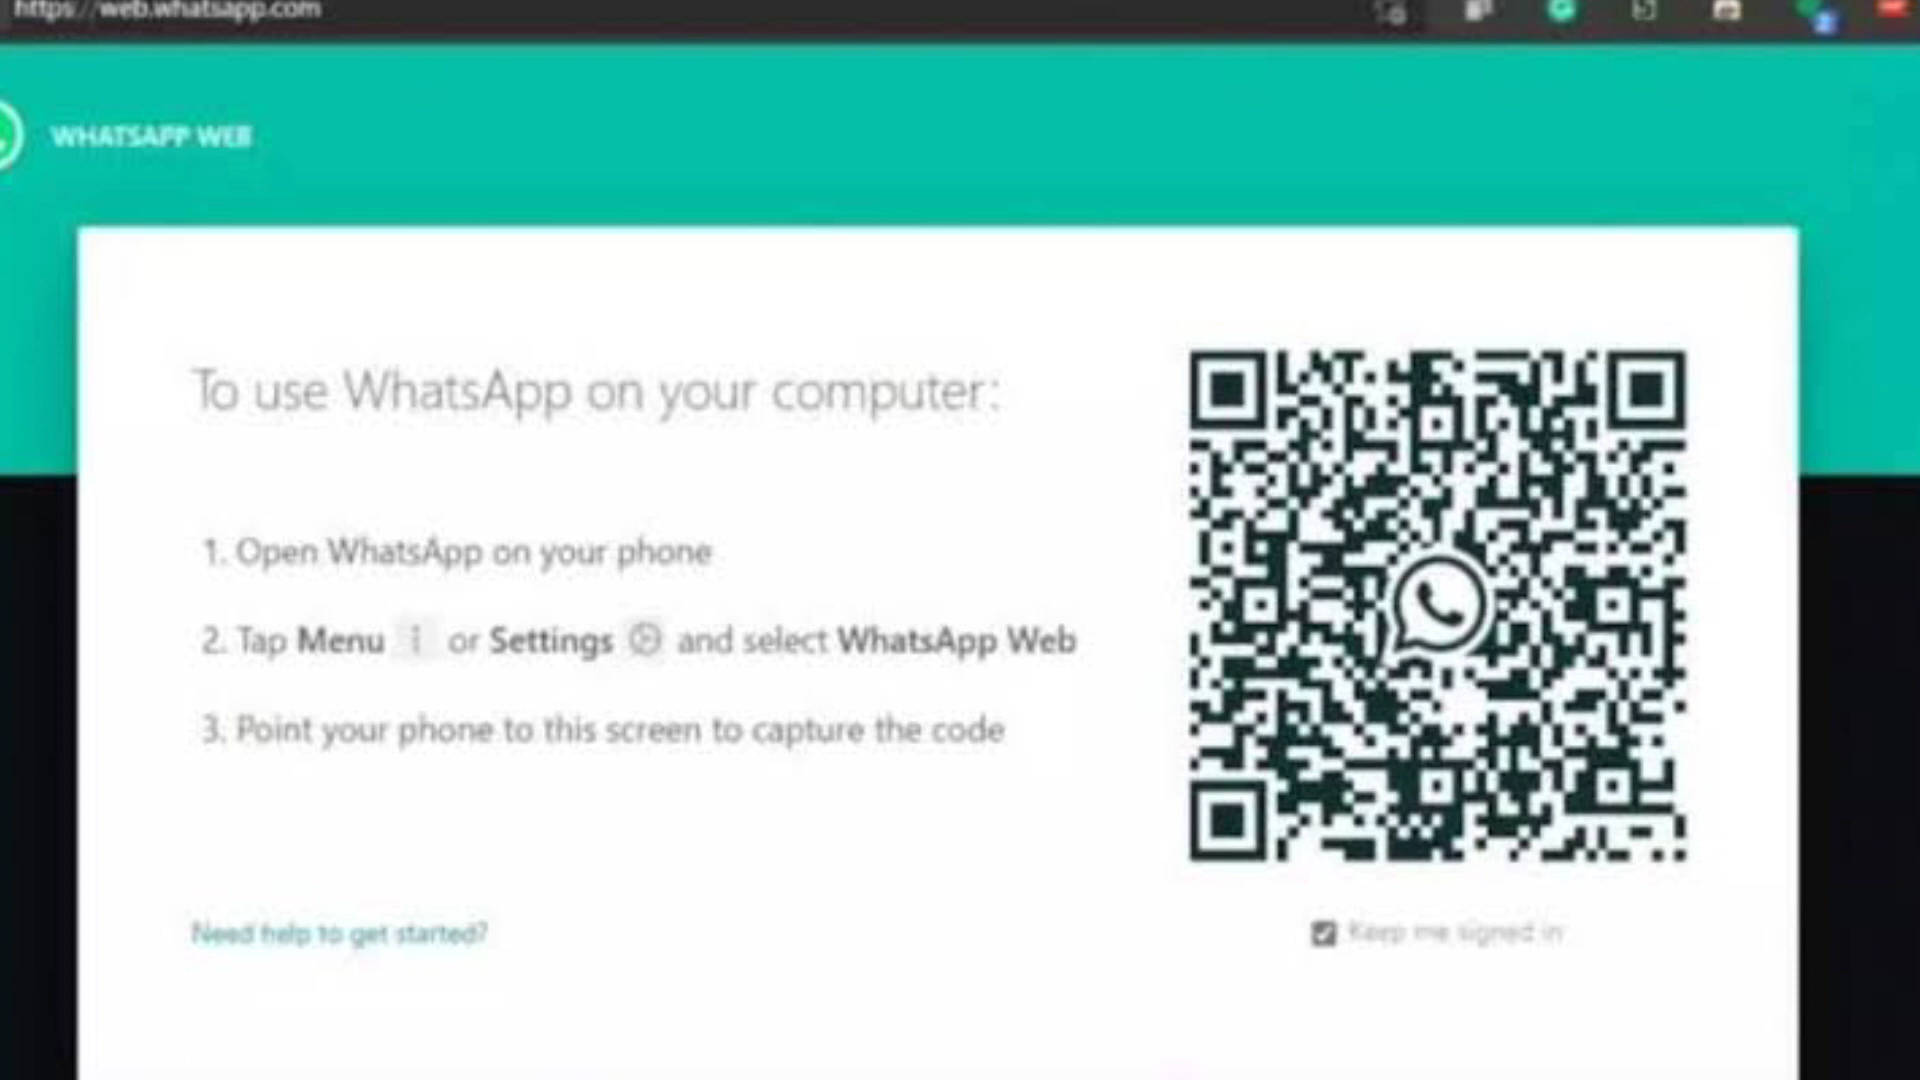 https://web.whatsapp.com
WHATSAPP WEB
To use WhatsApp on your computer:
1. Open WhatsApp on your phone
2. Tap Menu or Settings and select WhatsApp Web
3. Point your phone to this screen to capture the code
Need help to get started?
Keep me signed in